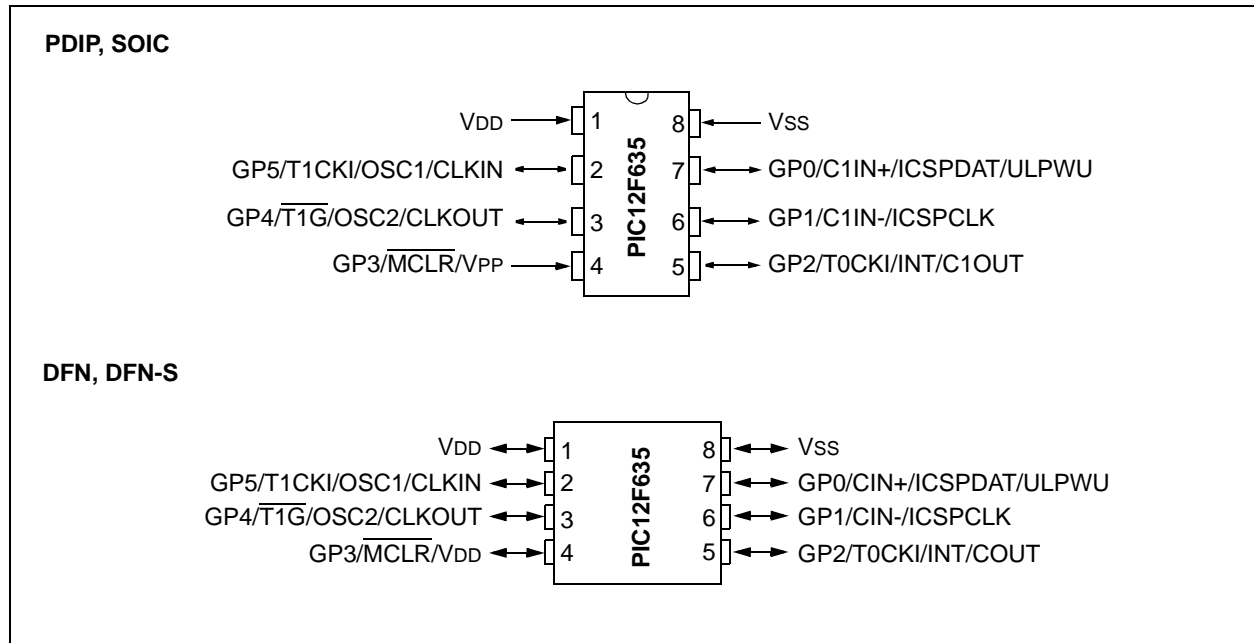 PDIP, SOIC
VDD 1 8 VSS
GP5/T1CKI/OSC1/CLKIN 2 7 GP0/C1IN+/ICSPDAT/ULPWU
GP4/T1G/OSC2/CLKOUT 3 6 GP1/C1IN-/ICSPCLK
GP3/MCLR/VPP 4 5 GP2/T0CKI/INT/C1OUT
PIC12F635
DFN, DFN-S
VDD 1 8 VSS
GP5/T1CKI/OSC1/CLKIN 2 7 GP0/CIN+/ICSPDAT/ULPWU
GP4/T1G/OSC2/CLKOUT 3 6 GP1/CIN-/ICSPCLK
GP3/MCLR/VDD 4 5 GP2/T0CKI/INT/COUT
PIC12F635